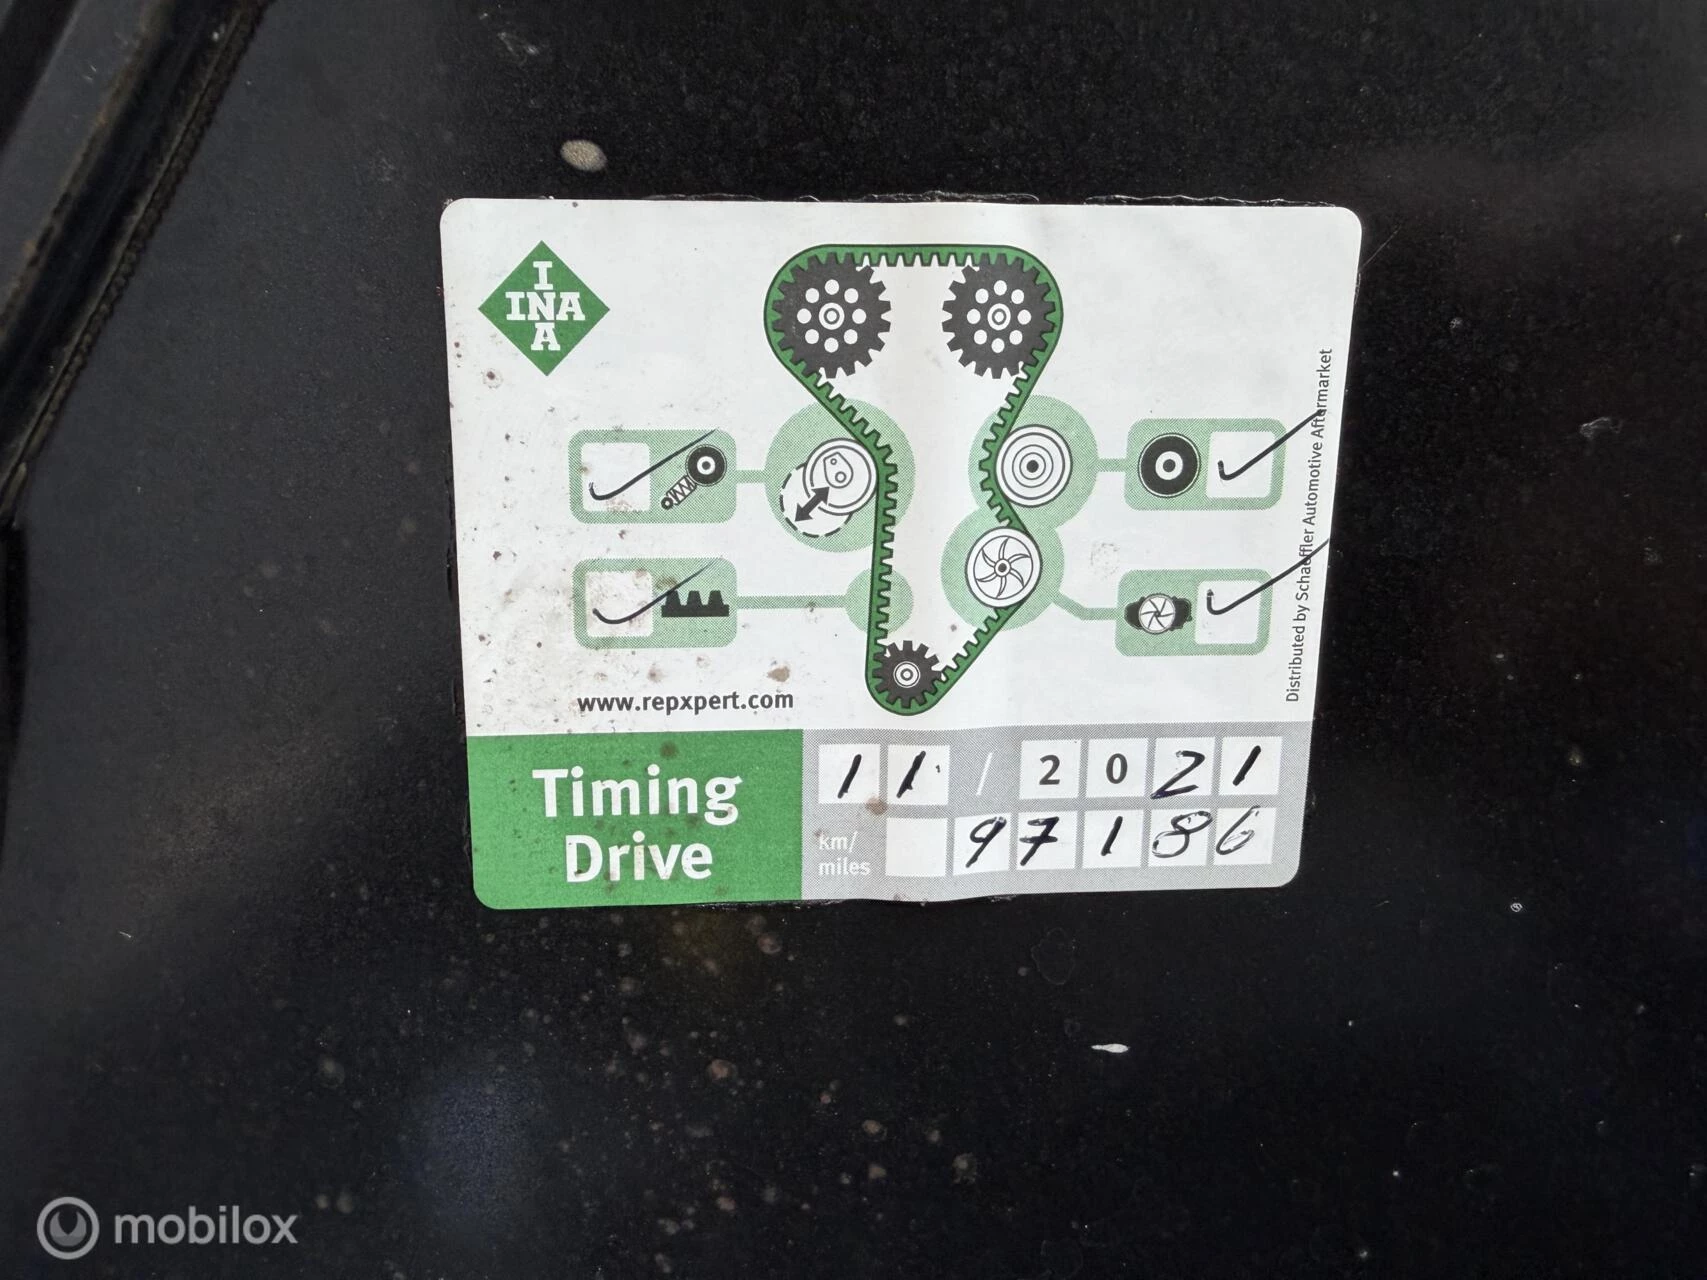 I
INA
A
Distributed by Schaeffler Automotive Aftermarket
www.repxpert.com
Timing
Drive
11 / 2021
km/
miles
97186
mobilox